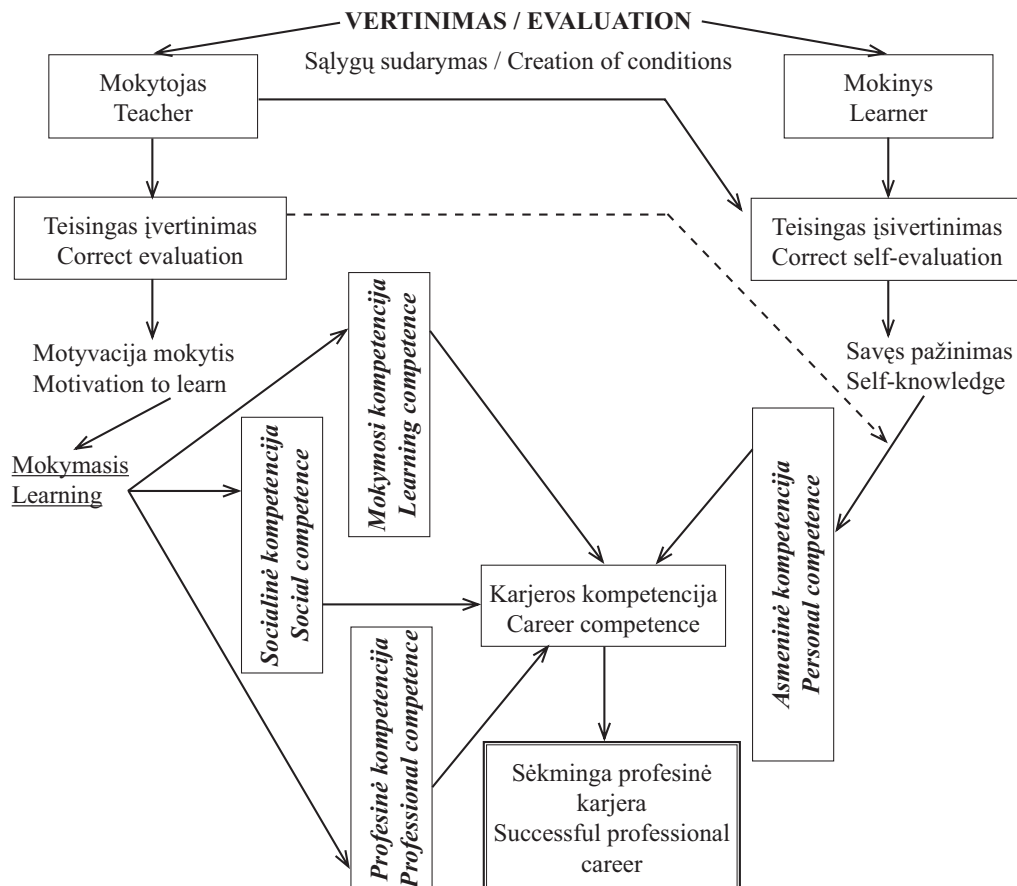 VERTINIMAS / EVALUATION
Sąlygų sudarymas / Creation of conditions
Mokytojas
Teacher
Mokinys
Learner
Teisingas įvertinimas
Correct evaluation
Teisingas įsivertinimas
Correct self-evaluation
Motyvacija mokytis
Motivation to learn
Savęs pažinimas
Self-knowledge
Mokymasis
Learning
Mokymosi kompetencija
Learning competence
Socialinė kompetencija
Social competence
Asmeninė kompetencija
Personal competence
Karjeros kompetencija
Career competence
Profesinė kompetencija
Professional competence
Sėkminga profesinė
karjera
Successful professional
career